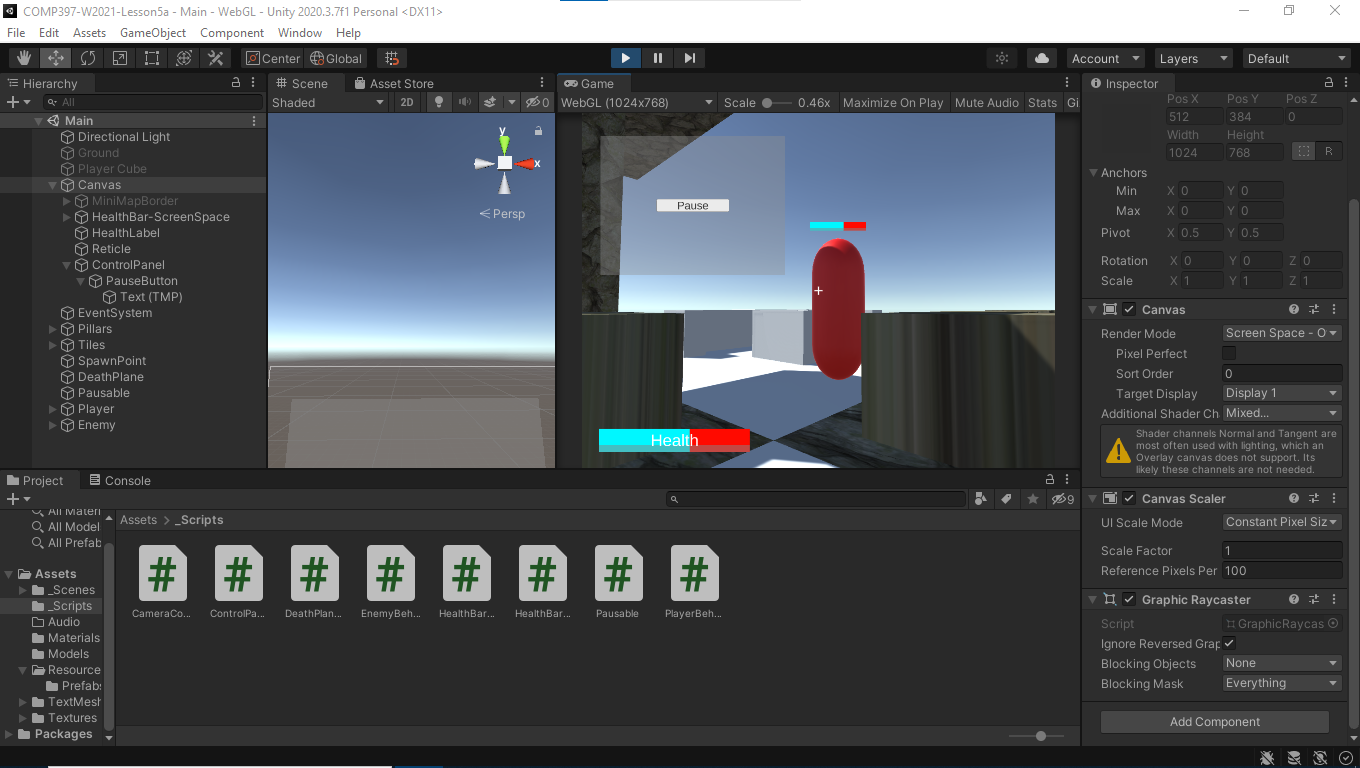 COMP397-W2021-Lesson5a - Main - WebGL - Unity 2020.3.7f1 Personal <DX11>
File Edit Assets GameObject Component Window Help
Center Global Account Layers Default
Hierarchy
All
Main
Directional Light
Ground
Player Cube
Canvas
MiniMapBorder
HealthBar-ScreenSpace
HealthLabel
Reticle
ControlPanel
PauseButton
Text (TMP)
EventSystem
Pillars
Tiles
SpawnPoint
DeathPlane
Pausable
Player
Enemy
Scene Asset Store
Shaded 2D 0
y
x
Persp
Game
WebGL (1024x768) Scale 0.46x Maximize On Play Mute Audio Stats Gi
Pause
Health
Inspector
Pos X Pos Y Pos Z
512 384 0
Width Height
1024 768 R
Anchors
Min X 0 Y 0
Max X 0 Y 0
Pivot X 0.5 Y 0.5
Rotation X 0 Y 0 Z 0
Scale X 1 Y 1 Z 1
Canvas
Render Mode Screen Space - O
Pixel Perfect
Sort Order 0
Target Display Display 1
Additional Shader Ch Mixed...
Shader channels Normal and Tangent are
most often used with lighting, which an
Overlay canvas does not support. Its
likely these channels are not needed.
Canvas Scaler
UI Scale Mode Constant Pixel Siz
Scale Factor 1
Reference Pixels Per 100
Graphic Raycaster
Script GraphicRaycas
Ignore Reversed Grap
Blocking Objects None
Blocking Mask Everything
Add Component
Project Console
9
All Materi
All Model
All Prefab
Assets
_Scenes
_Scripts
Audio
Materials
Models
Resource
Prefabs
TextMesh
Textures
Packages
Assets > _Scripts
CameraCo... ControlPa... DeathPlan... EnemyBeh... HealthBar... HealthBar... Pausable PlayerBeh...